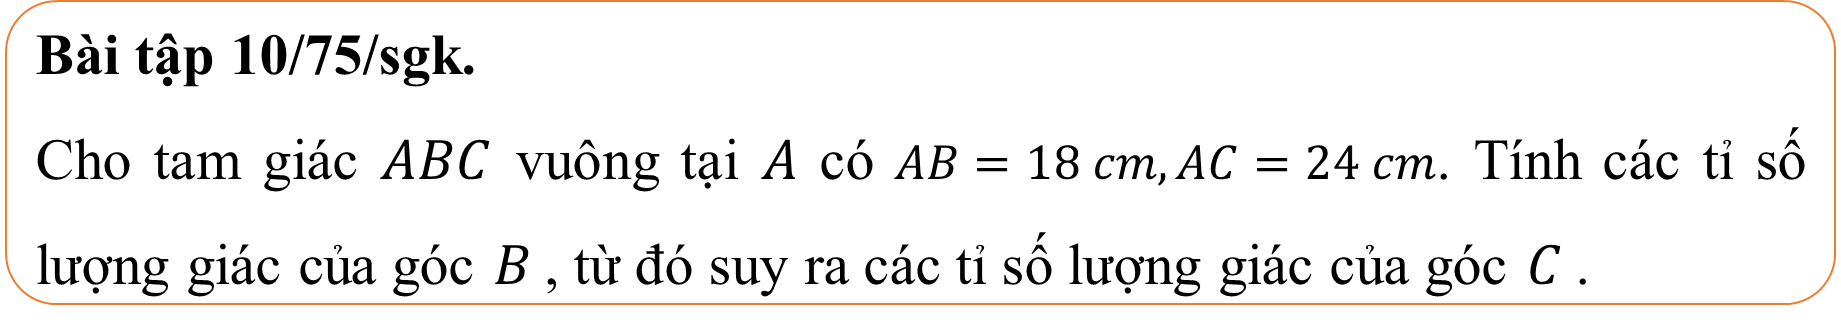 Bài tập 10/75/sgk.
Cho tam giác ABC vuông tại A có AB = 18 cm, AC = 24 cm. Tính các tỉ số
lượng giác của góc B , từ đó suy ra các tỉ số lượng giác của góc C .